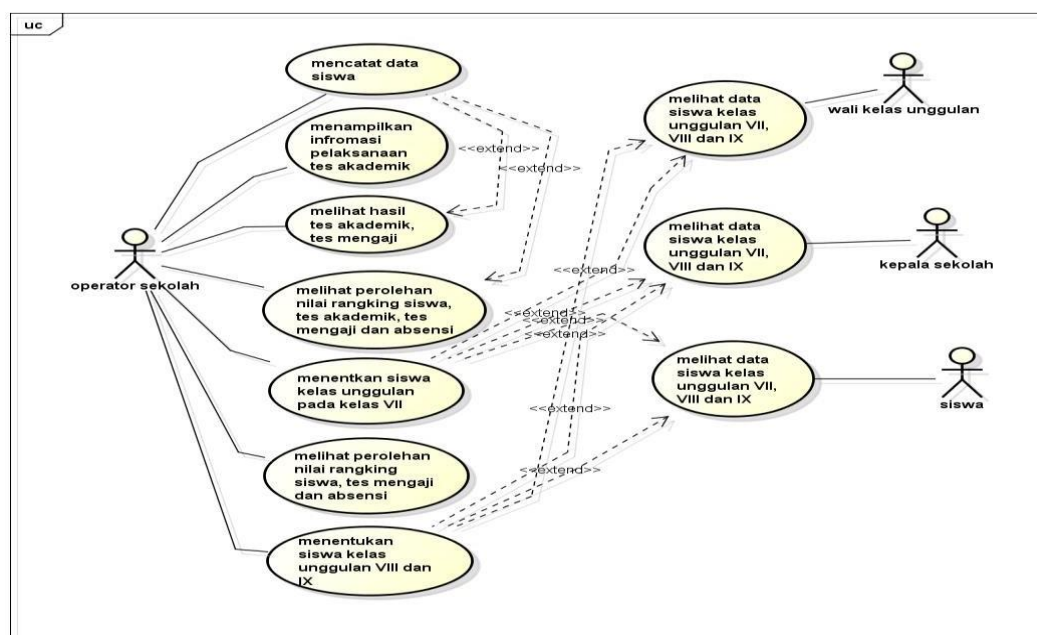 uc
mencatat data
siswa
menampilkan
infromasi
pelaksanaan
tes akademik
melihat hasil
tes akademik,
tes mengaji
melihat perolehan
nilai rangking siswa,
tes akademik, tes
mengaji dan absensi
menentkan siswa
kelas unggulan
pada kelas VII
melihat perolehan
nilai rangking
siswa, tes mengaji
dan absensi
menentukan
siswa kelas
unggulan VIII dan
IX
operator sekolah
<<extend>>
<<extend>>
<<extend>>
<<extend>>
<<extend>>
<<extend>>
<<extend>>
<<extend>>
melihat data
siswa kelas
unggulan VII,
VIII dan IX
wali kelas unggulan
melihat data
siswa kelas
unggulan VII,
VIII dan IX
kepala sekolah
melihat data
siswa kelas
unggulan VII,
VIII dan IX
siswa